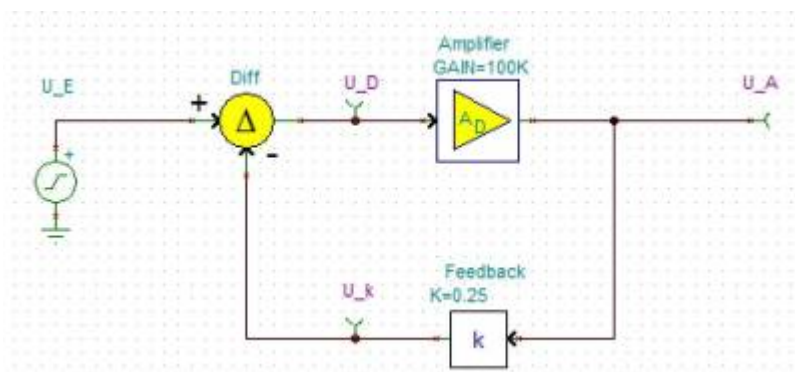 Amplifier
GAIN=100K
U_E
Diff
U_D
U_A
+
Δ
-
A_D
+
Feedback
K=0.25
U_k
k